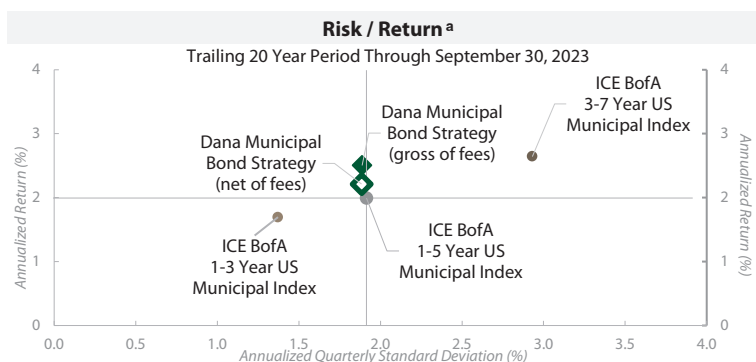 Risk / Return a
Trailing 20 Year Period Through September 30, 2023
Annualized Return (%)
4
3
2
1
0
ICE BofA
3-7 Year US
Municipal Index
Dana Municipal
Bond Strategy
(gross of fees)
Dana Municipal
Bond Strategy
(net of fees)
ICE BofA
1-3 Year US
Municipal Index
ICE BofA
1-5 Year US
Municipal Index
4
3
2
1
0
Annualized Return (%)
0.0 0.5 1.0 1.5 2.0 2.5 3.0 3.5 4.0
Annualized Quarterly Standard Deviation (%)